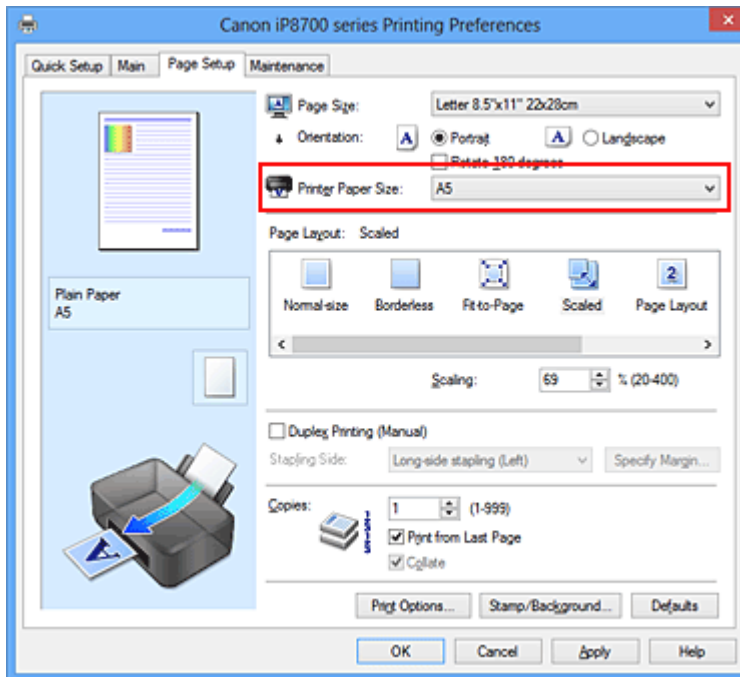 Canon iP8700 series Printing Preferences
Quick Setup Main Page Setup Maintenance
Page Size: Letter 8.5"x11" 22x28cm
Orientation: A Portrait A Landscape
Rotate 180 degrees
Printer Paper Size: A5
Page Layout: Scaled
Normal-size Borderless Fit-to-Page Scaled Page Layout
Plain Paper
A5
Scaling: 69 % (20-400)
Duplex Printing (Manual)
Stapling Side: Long-side stapling (Left) Specify Margin...
Copies: 1 (1-999)
Print from Last Page
Collate
Print Options... Stamp/Background... Defaults
OK Cancel Apply Help